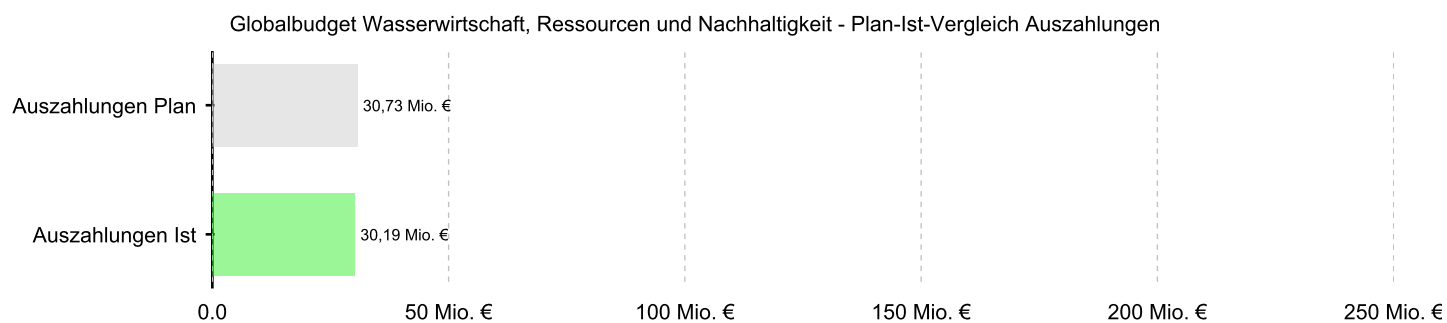 Globalbudget Wasserwirtschaft, Ressourcen und Nachhaltigkeit - Plan-Ist-Vergleich Auszahlungen
Auszahlungen Plan
30,73 Mio. €
Auszahlungen Ist
30,19 Mio. €
0.0
50 Mio. €
100 Mio. €
150 Mio. €
200 Mio. €
250 Mio. €